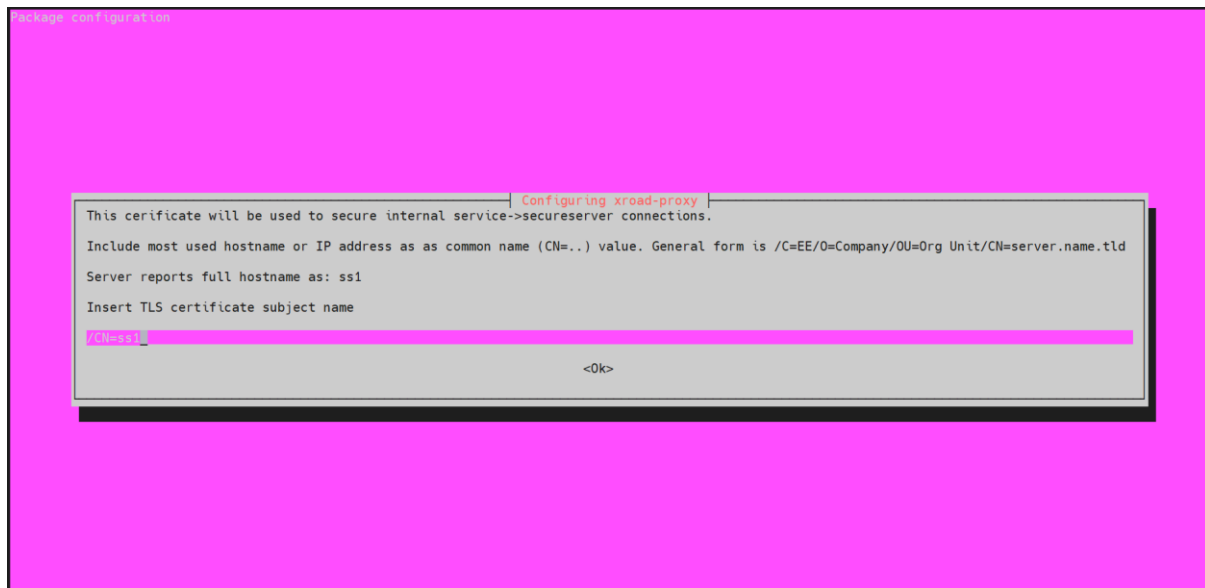 Package configuration
Configuring xroad-proxy
This cerificate will be used to secure internal service->secureserver connections.
Include most used hostname or IP address as as common name (CN=..) value. General form is /C=EE/O=Company/OU=Org Unit/CN=server.name.tld
Server reports full hostname as: ss1
Insert TLS certificate subject name
/CN=ss1
<Ok>